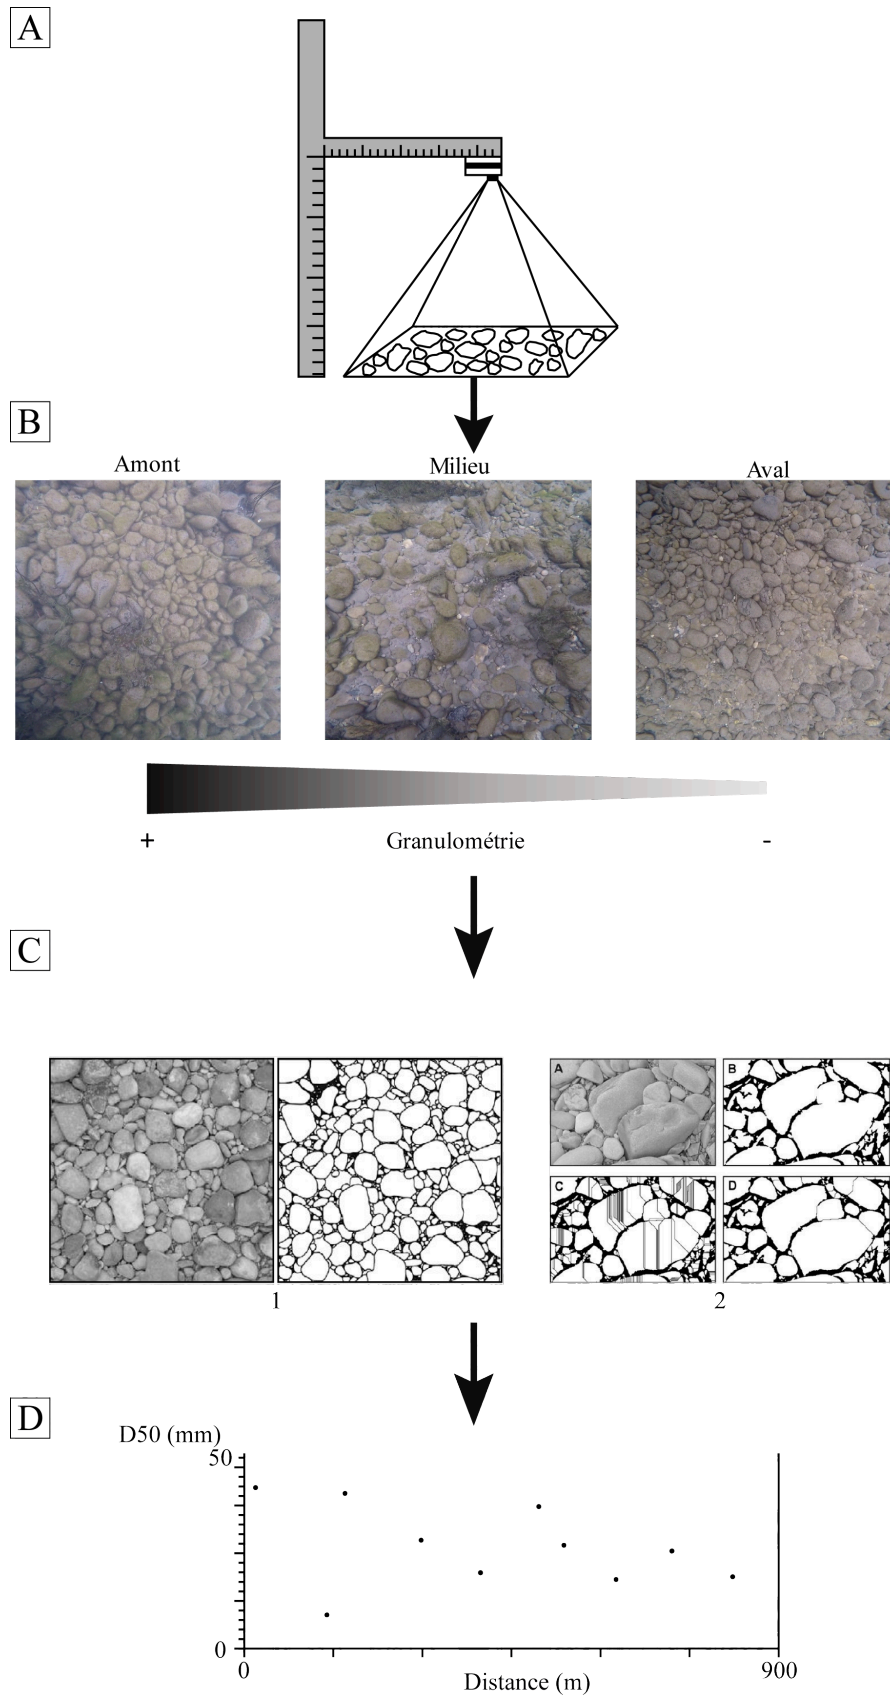 A
B
Amont
Milieu
Aval
+
Granulométrie
-
C
A
B
C
D
1
2
D
D50 (mm)
50
0
0
900
Distance (m)